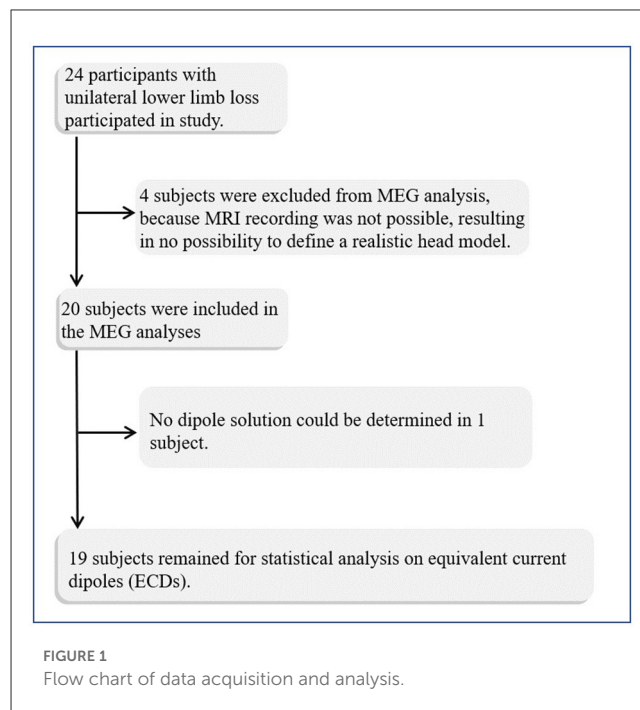 24 participants with
unilateral lower limb loss
participated in study.
4 subjects were excluded from MEG analysis,
because MRI recording was not possible, resulting
in no possibility to define a realistic head model.
20 subjects were included in
the MEG analyses
No dipole solution could be determined in 1
subject.
19 subjects remained for statistical analysis on equivalent current
dipoles (ECDs).
FIGURE 1
Flow chart of data acquisition and analysis.